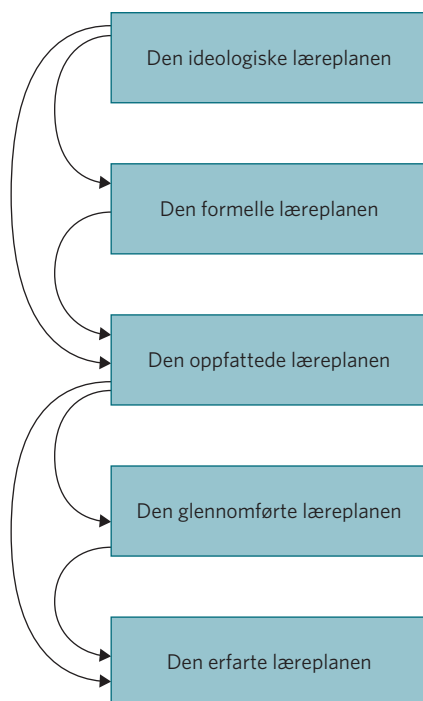 Den ideologiske læreplanen
Den formelle læreplanen
Den oppfattede læreplanen
Den glennomførte læreplanen
Den erfarte læreplanen